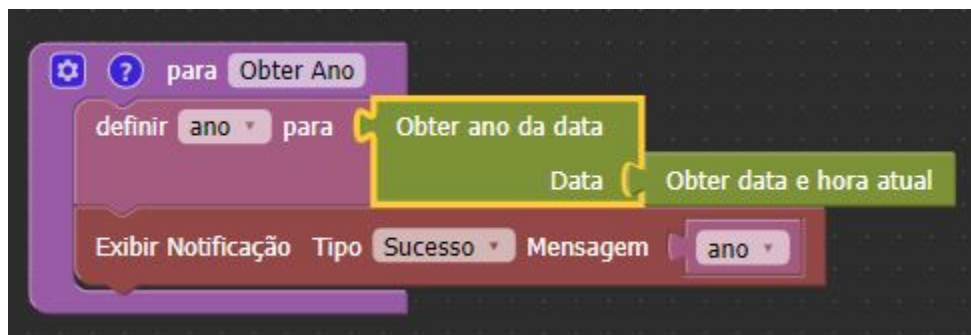 ? para Obter Ano
definir ano para Obter ano da data
Data Obter data e hora atual
Exibir Notificação Tipo Sucesso Mensagem ano